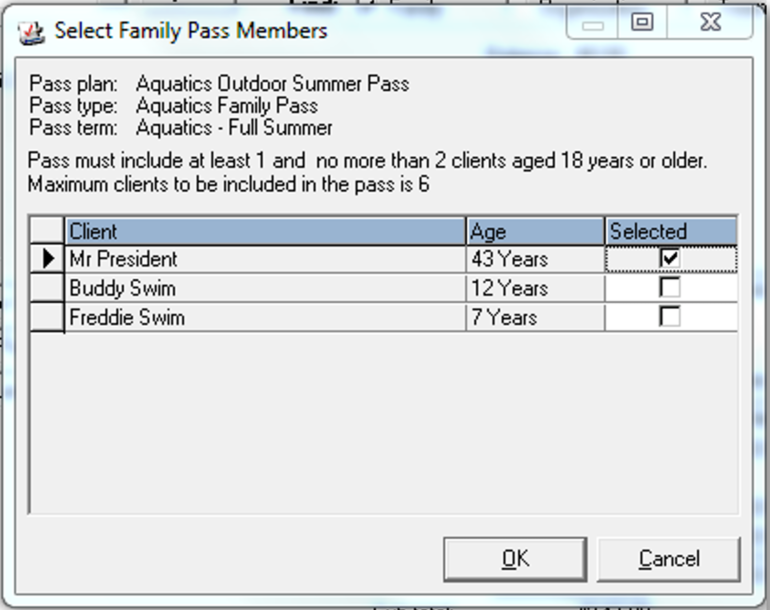 Select Family Pass Members
Pass plan: Aquatics Outdoor Summer Pass
Pass type: Aquatics Family Pass
Pass term: Aquatics - Full Summer
Pass must include at least 1 and  no more than 2 clients aged 18 years or older.
Maximum clients to be included in the pass is 6
Client Age Selected
Mr President 43 Years
Buddy Swim 12 Years
Freddie Swim 7 Years
OK Cancel